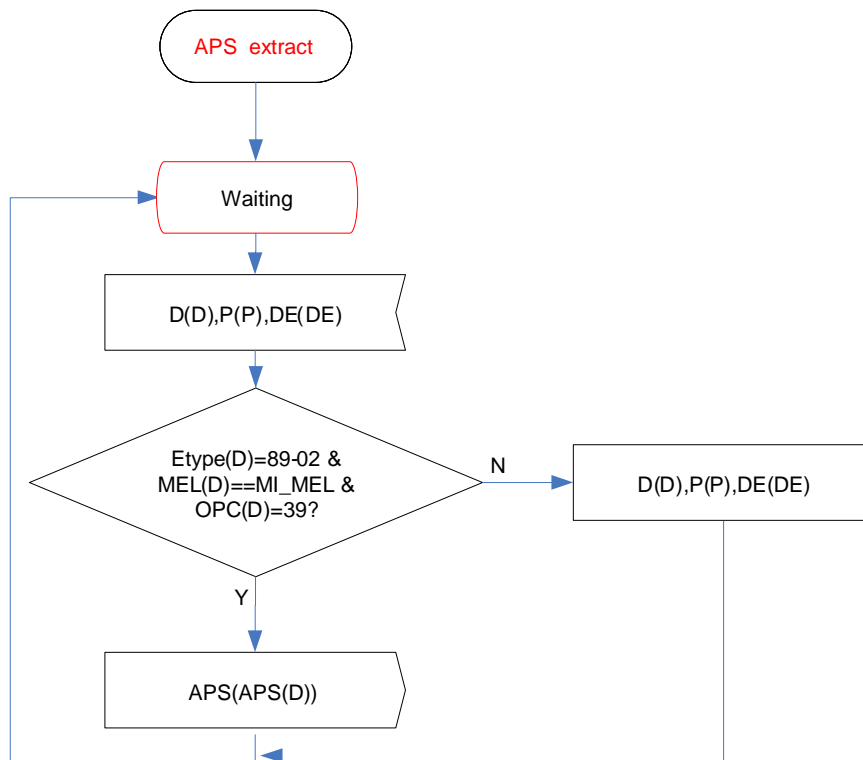 APS extract
Waiting
D(D),P(P),DE(DE)
Etype(D)=89-02 &
MEL(D)==MI_MEL &
OPC(D)=39?
N
D(D),P(P),DE(DE)
Y
APS(APS(D))